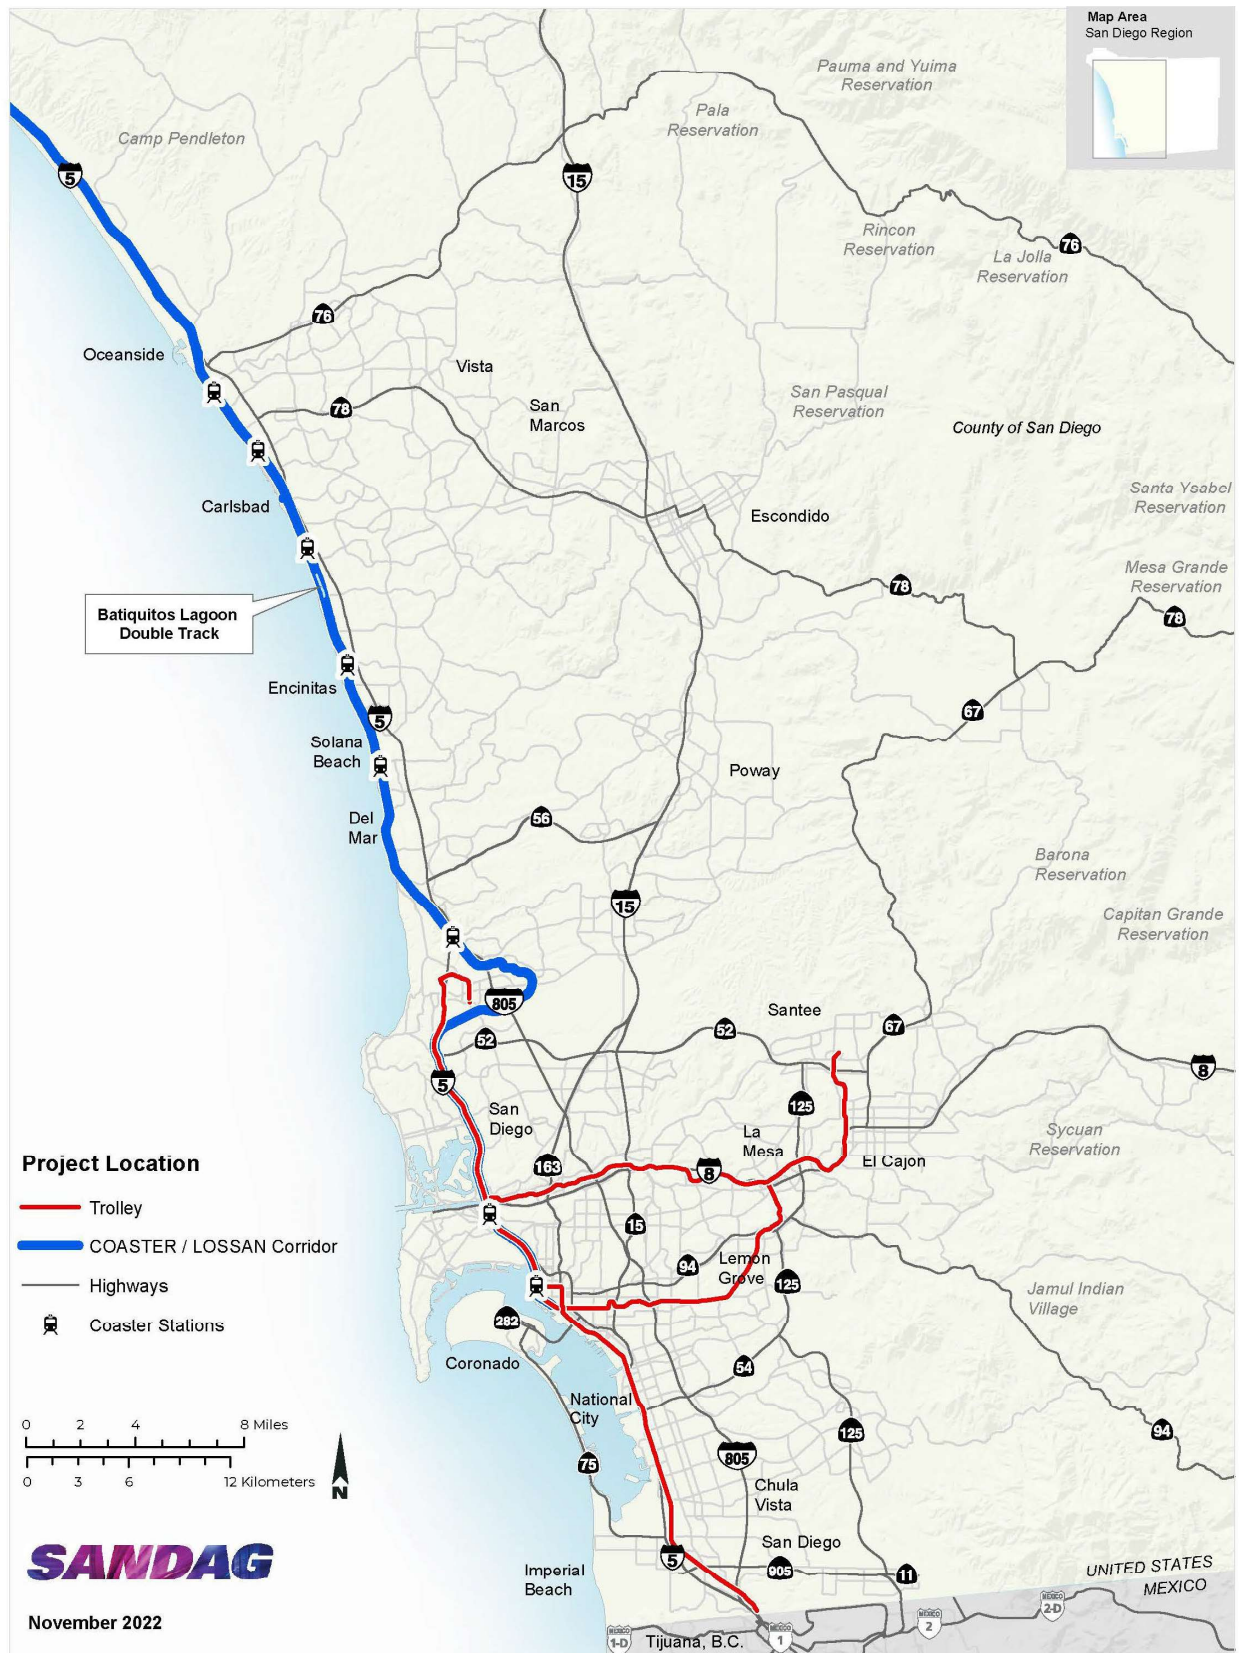 Map Area
San Diego Region
Pauma and Yuima
Reservation
Camp Pendleton
Pala
Reservation
5
15
Rincon
Reservation
76
La Jolla
Reservation
76
Oceanside
Vista
San Pasqual
Reservation
78
San
Marcos
County of San Diego
Carlsbad
Escondido
Santa Ysabel
Reservation
Mesa Grande
Reservation
78
78
Batiquitos Lagoon
Double Track
Encinitas
5
67
Solana
Beach
Poway
Del
Mar
56
Barona
Reservation
15
Capitan Grande
Reservation
805
Santee
52
52
67
5
8
San
Diego
125
La
Mesa
Sycuan
Reservation
163
8
El Cajon
Project Location
Trolley
COASTER / LOSSAN Corridor
Highways
Coaster Stations
15
94
Lemon
Grove
125
Jamul Indian
Village
282
Coronado
54
National
City
125
94
0 2 4 8 Miles
0 3 6 12 Kilometers
N
75
805
Chula
Vista
San Diego
SANDAG
5
905
11
Imperial
Beach
UNITED STATES
MEXICO
November 2022
MEXICO
1-D
Tijuana, B.C.
MEXICO
1
MEXICO
2
MEXICO
2-D